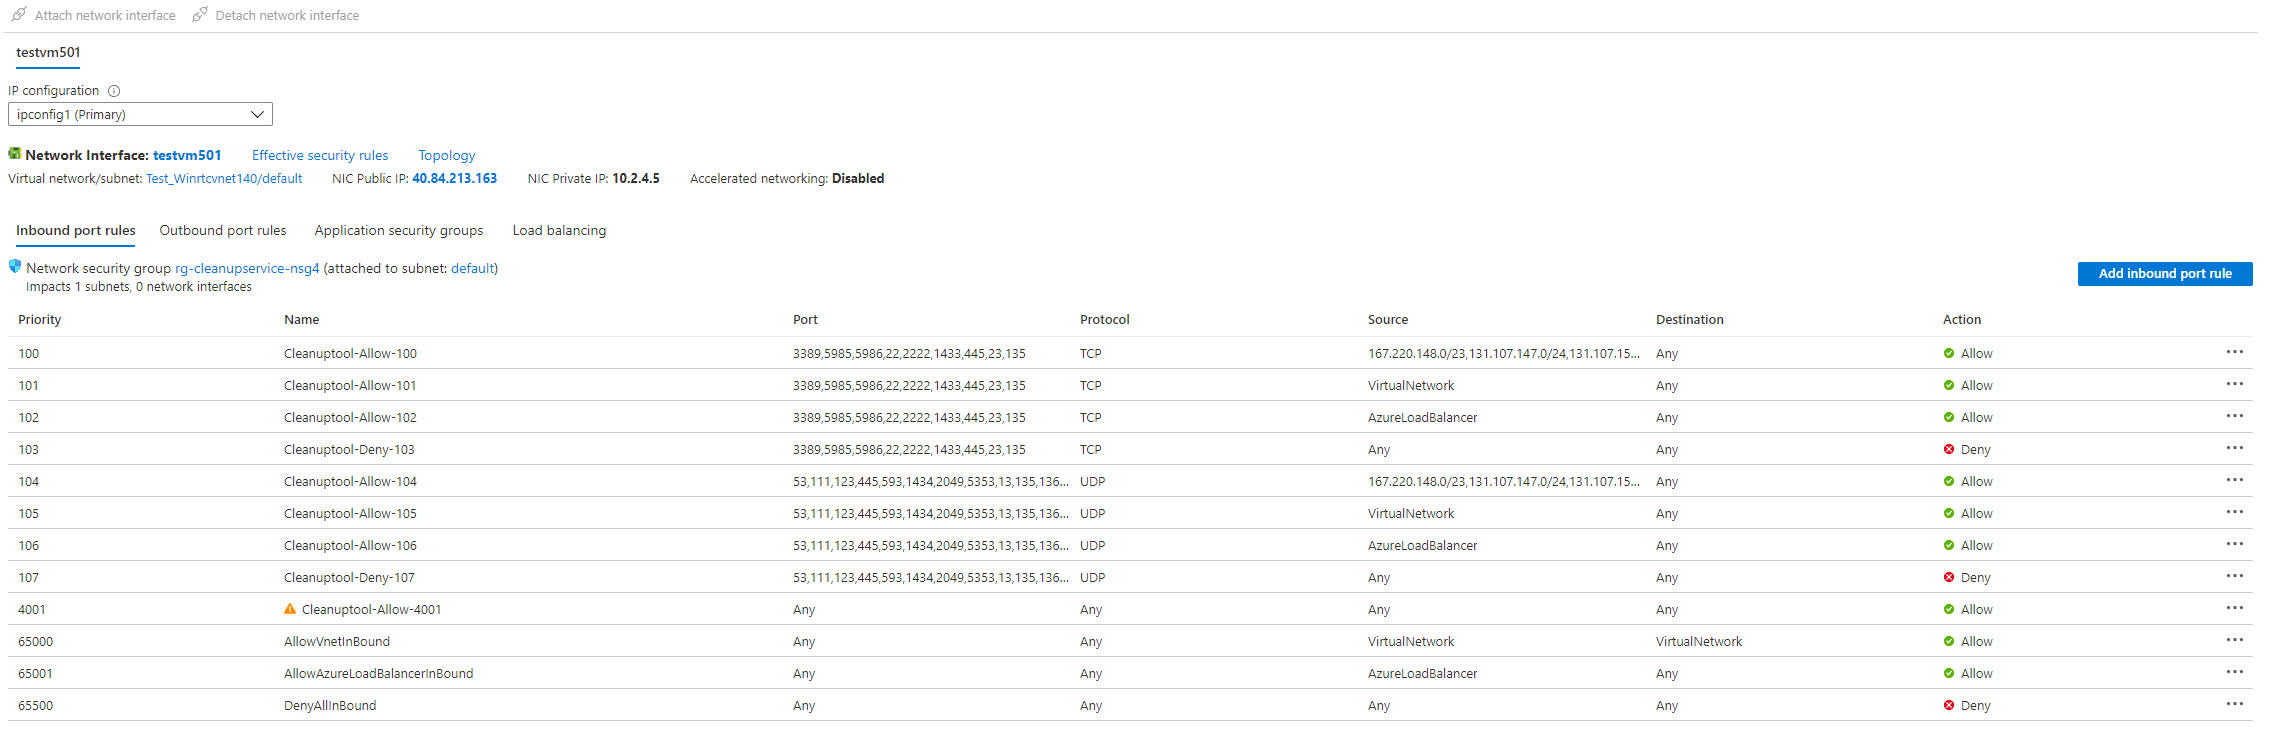 Attach network interface Detach network interface
testvm501
IP configuration
ipconfig1 (Primary)
Network Interface: testvm501 Effective security rules Topology
Virtual network/subnet: Test_Winrtcvnet140/default NIC Public IP: 40.84.213.163 NIC Private IP: 10.2.4.5 Accelerated networking: Disabled
Inbound port rules Outbound port rules Application security groups Load balancing
Network security group rg-cleanupservice-nsg4 (attached to subnet: default)
Impacts 1 subnets, 0 network interfaces
Add inbound port rule
Priority Name Port Protocol Source Destination Action
100 Cleanuptool-Allow-100 3389,5985,5986,22,2222,1433,445,23,135 TCP 167.220.148.0/23,131.107.147.0/24,131.107.15... Any Allow ...
101 Cleanuptool-Allow-101 3389,5985,5986,22,2222,1433,445,23,135 TCP VirtualNetwork Any Allow ...
102 Cleanuptool-Allow-102 3389,5985,5986,22,2222,1433,445,23,135 TCP AzureLoadBalancer Any Allow ...
103 Cleanuptool-Deny-103 3389,5985,5986,22,2222,1433,445,23,135 TCP Any Any Deny ...
104 Cleanuptool-Allow-104 53,111,123,445,593,1434,2049,5353,13,135,136... UDP 167.220.148.0/23,131.107.147.0/24,131.107.15... Any Allow ...
105 Cleanuptool-Allow-105 53,111,123,445,593,1434,2049,5353,13,135,136... UDP VirtualNetwork Any Allow ...
106 Cleanuptool-Allow-106 53,111,123,445,593,1434,2049,5353,13,135,136... UDP AzureLoadBalancer Any Allow ...
107 Cleanuptool-Deny-107 53,111,123,445,593,1434,2049,5353,13,135,136... UDP Any Any Deny ...
4001 Cleanuptool-Allow-4001 Any Any Any Any Allow ...
65000 AllowVnetInBound Any Any VirtualNetwork VirtualNetwork Allow ...
65001 AllowAzureLoadBalancerInBound Any Any AzureLoadBalancer Any Allow ...
65500 DenyAllInBound Any Any Any Any Deny ...